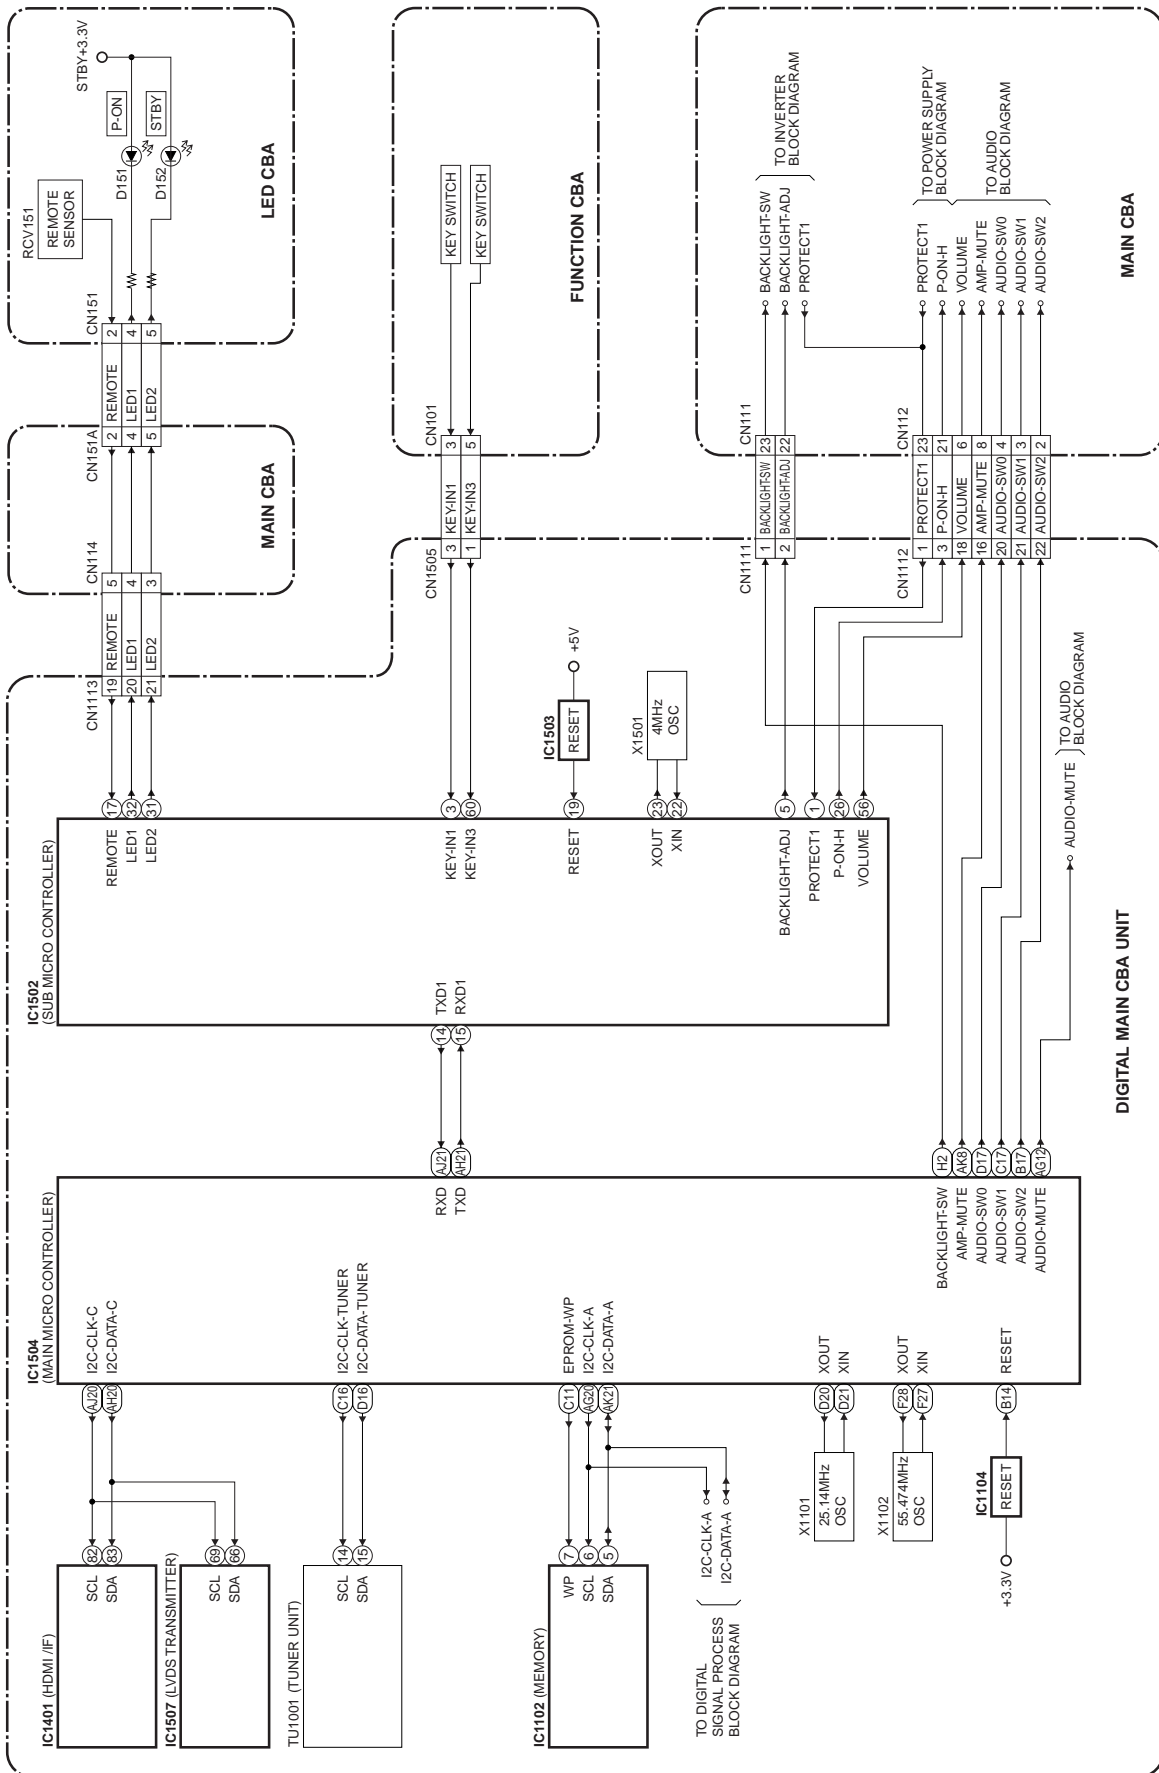 STBY+3.3V
RCV151
REMOTE
SENSOR
P-ON
STBY
D151
D152
LED CBA
CN151
2
4
5
REMOTE
LED1
LED2
CN151A
2
4
5
MAIN CBA
CN114
5
4
3
REMOTE
LED1
LED2
CN1113
19
20
21
KEY SWITCH
KEY SWITCH
FUNCTION CBA
CN101
3
5
KEY-IN1
KEY-IN3
CN1505
3
1
BACKLIGHT-SW
BACKLIGHT-ADJ
PROTECT1
TO INVERTER
BLOCK DIAGRAM
PROTECT1
P-ON-H
VOLUME
AMP-MUTE
AUDIO-SW0
AUDIO-SW1
AUDIO-SW2
TO POWER SUPPLY
BLOCK DIAGRAM
TO AUDIO
BLOCK DIAGRAM
MAIN CBA
CN111
23
22
BACKLIGHT-SW
BACKLIGHT-ADJ
CN1111
1
2
CN112
23
21
6
8
4
3
2
PROTECT1
P-ON-H
VOLUME
AMP-MUTE
AUDIO-SW0
AUDIO-SW1
AUDIO-SW2
CN1112
1
3
18
16
20
21
22
IC1503
RESET
+5V
X1501
4MHz
OSC
AUDIO-MUTE
TO AUDIO
BLOCK DIAGRAM
IC1502
(SUB MICRO CONTROLLER)
17
32
31
REMOTE
LED1
LED2
3
60
KEY-IN1
KEY-IN3
19
RESET
23
22
XOUT
XIN
5
1
26
56
BACKLIGHT-ADJ
PROTECT1
P-ON-H
VOLUME
TXD1
RXD1
14
15
DIGITAL MAIN CBA UNIT
IC1504
(MAIN MICRO CONTROLLER)
AJ21
AH21
RXD
TXD
H2
AK8
D17
C17
B17
AG12
BACKLIGHT-SW
AMP-MUTE
AUDIO-SW0
AUDIO-SW1
AUDIO-SW2
AUDIO-MUTE
I2C-CLK-C
I2C-DATA-C
AJ20
AH20
I2C-CLK-TUNER
I2C-DATA-TUNER
C16
D16
EPROM-WP
I2C-CLK-A
I2C-DATA-A
C11
AG20
AK21
XOUT
XIN
D20
D21
XOUT
XIN
F28
F27
RESET
B14
X1101
25.14MHz
OSC
X1102
55.474MHz
OSC
IC1104
RESET
+3.3V
IC1401 (HDMI /IF)
82
83
SCL
SDA
IC1507 (LVDS TRANSMITTER)
69
66
SCL
SDA
TU1001 (TUNER UNIT)
14
15
SCL
SDA
IC1102 (MEMORY)
7
6
5
WP
SCL
SDA
I2C-CLK-A
I2C-DATA-A
TO DIGITAL
SIGNAL PROCESS
BLOCK DIAGRAM